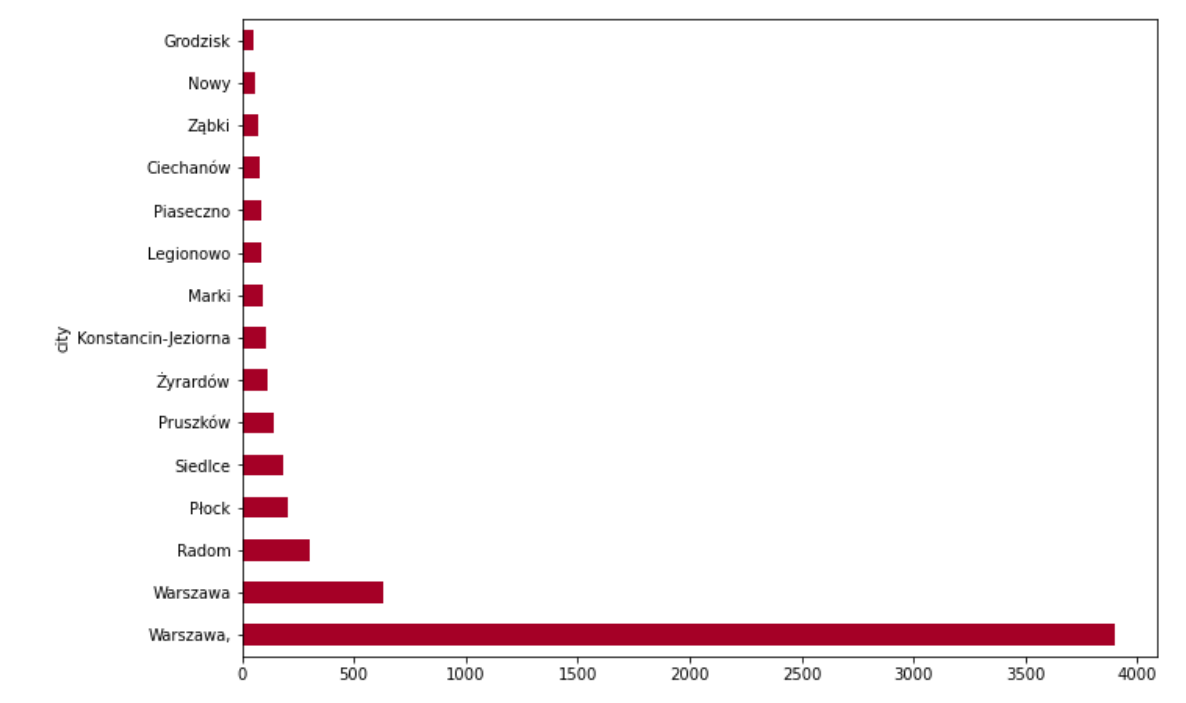 Grodzisk
Nowy
Ząbki
Ciechanów
Piaseczno
Legionowo
Marki
city
Konstancin-Jeziorna
Żyrardów
Pruszków
Siedlce
Płock
Radom
Warszawa
Warszawa,
0 500 1000 1500 2000 2500 3000 3500 4000